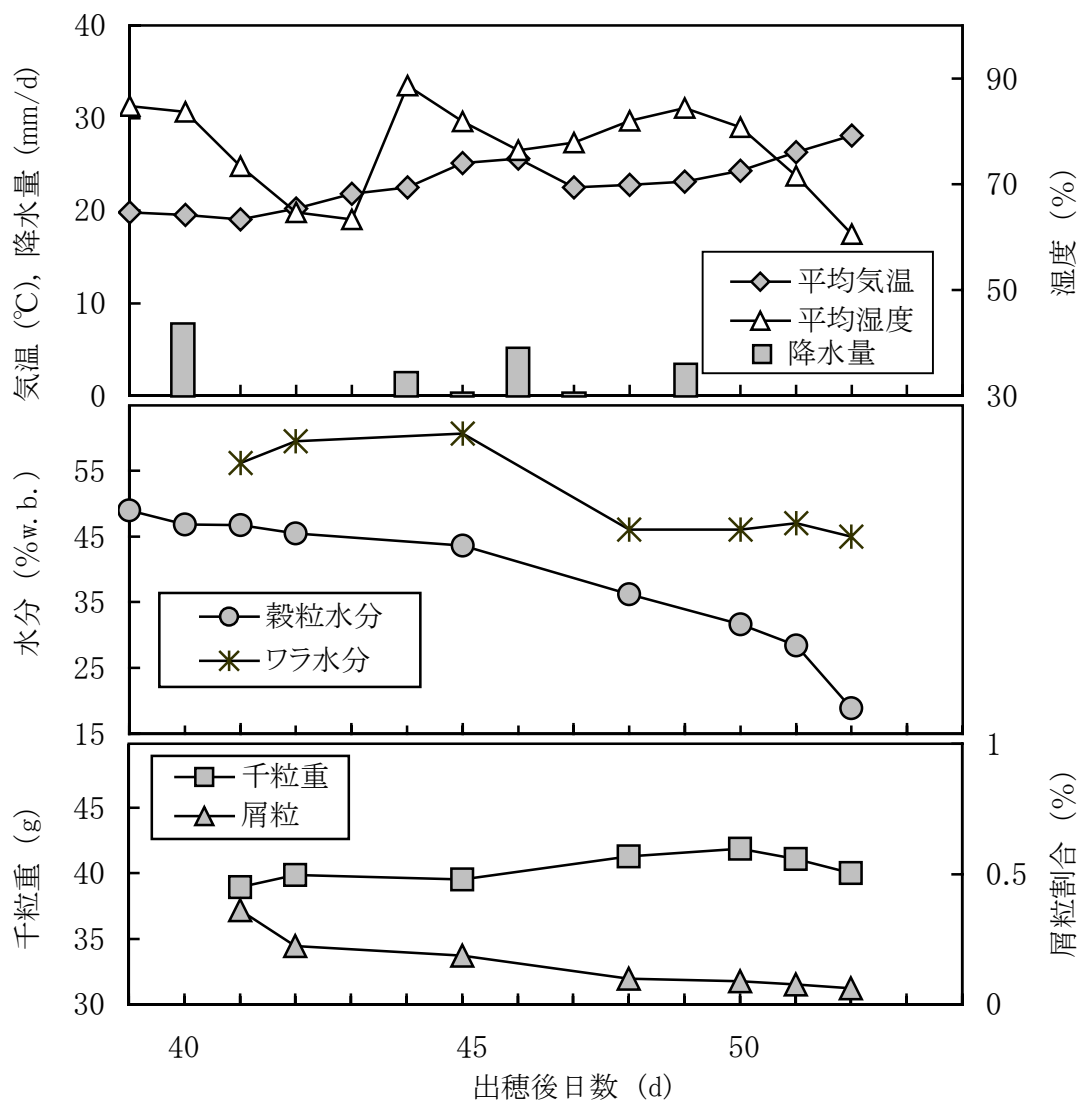 40
30
20
10
0
気温 (℃), 降水量 (mm/d)
90
70
50
30
湿度 (%)
平均気温
平均湿度
降水量
55
45
35
25
15
水分 (%w.b.)
穀粒水分
ワラ水分
45
40
35
30
千粒重 (g)
1
0.5
0
屑粒割合 (%)
千粒重
屑粒
40 45 50
出穂後日数 (d)